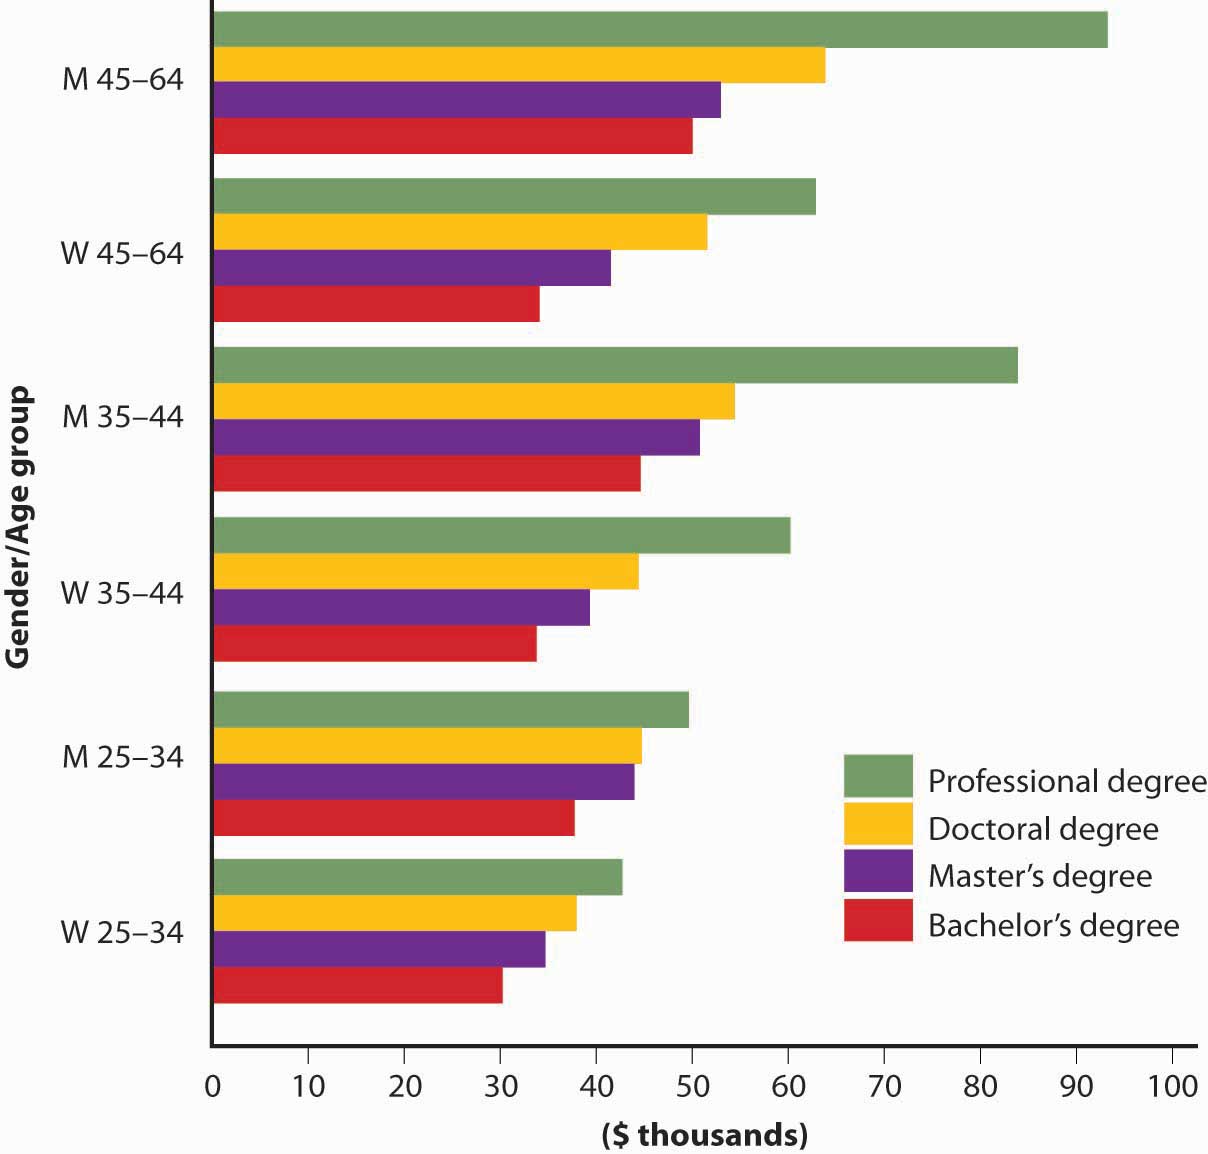 M 45–64
W 45–64
M 35–44
W 35–44
M 25–34
W 25–34
Gender/Age group
Professional degree
Doctoral degree
Master’s degree
Bachelor’s degree
0 10 20 30 40 50 60 70 80 90 100
($ thousands)